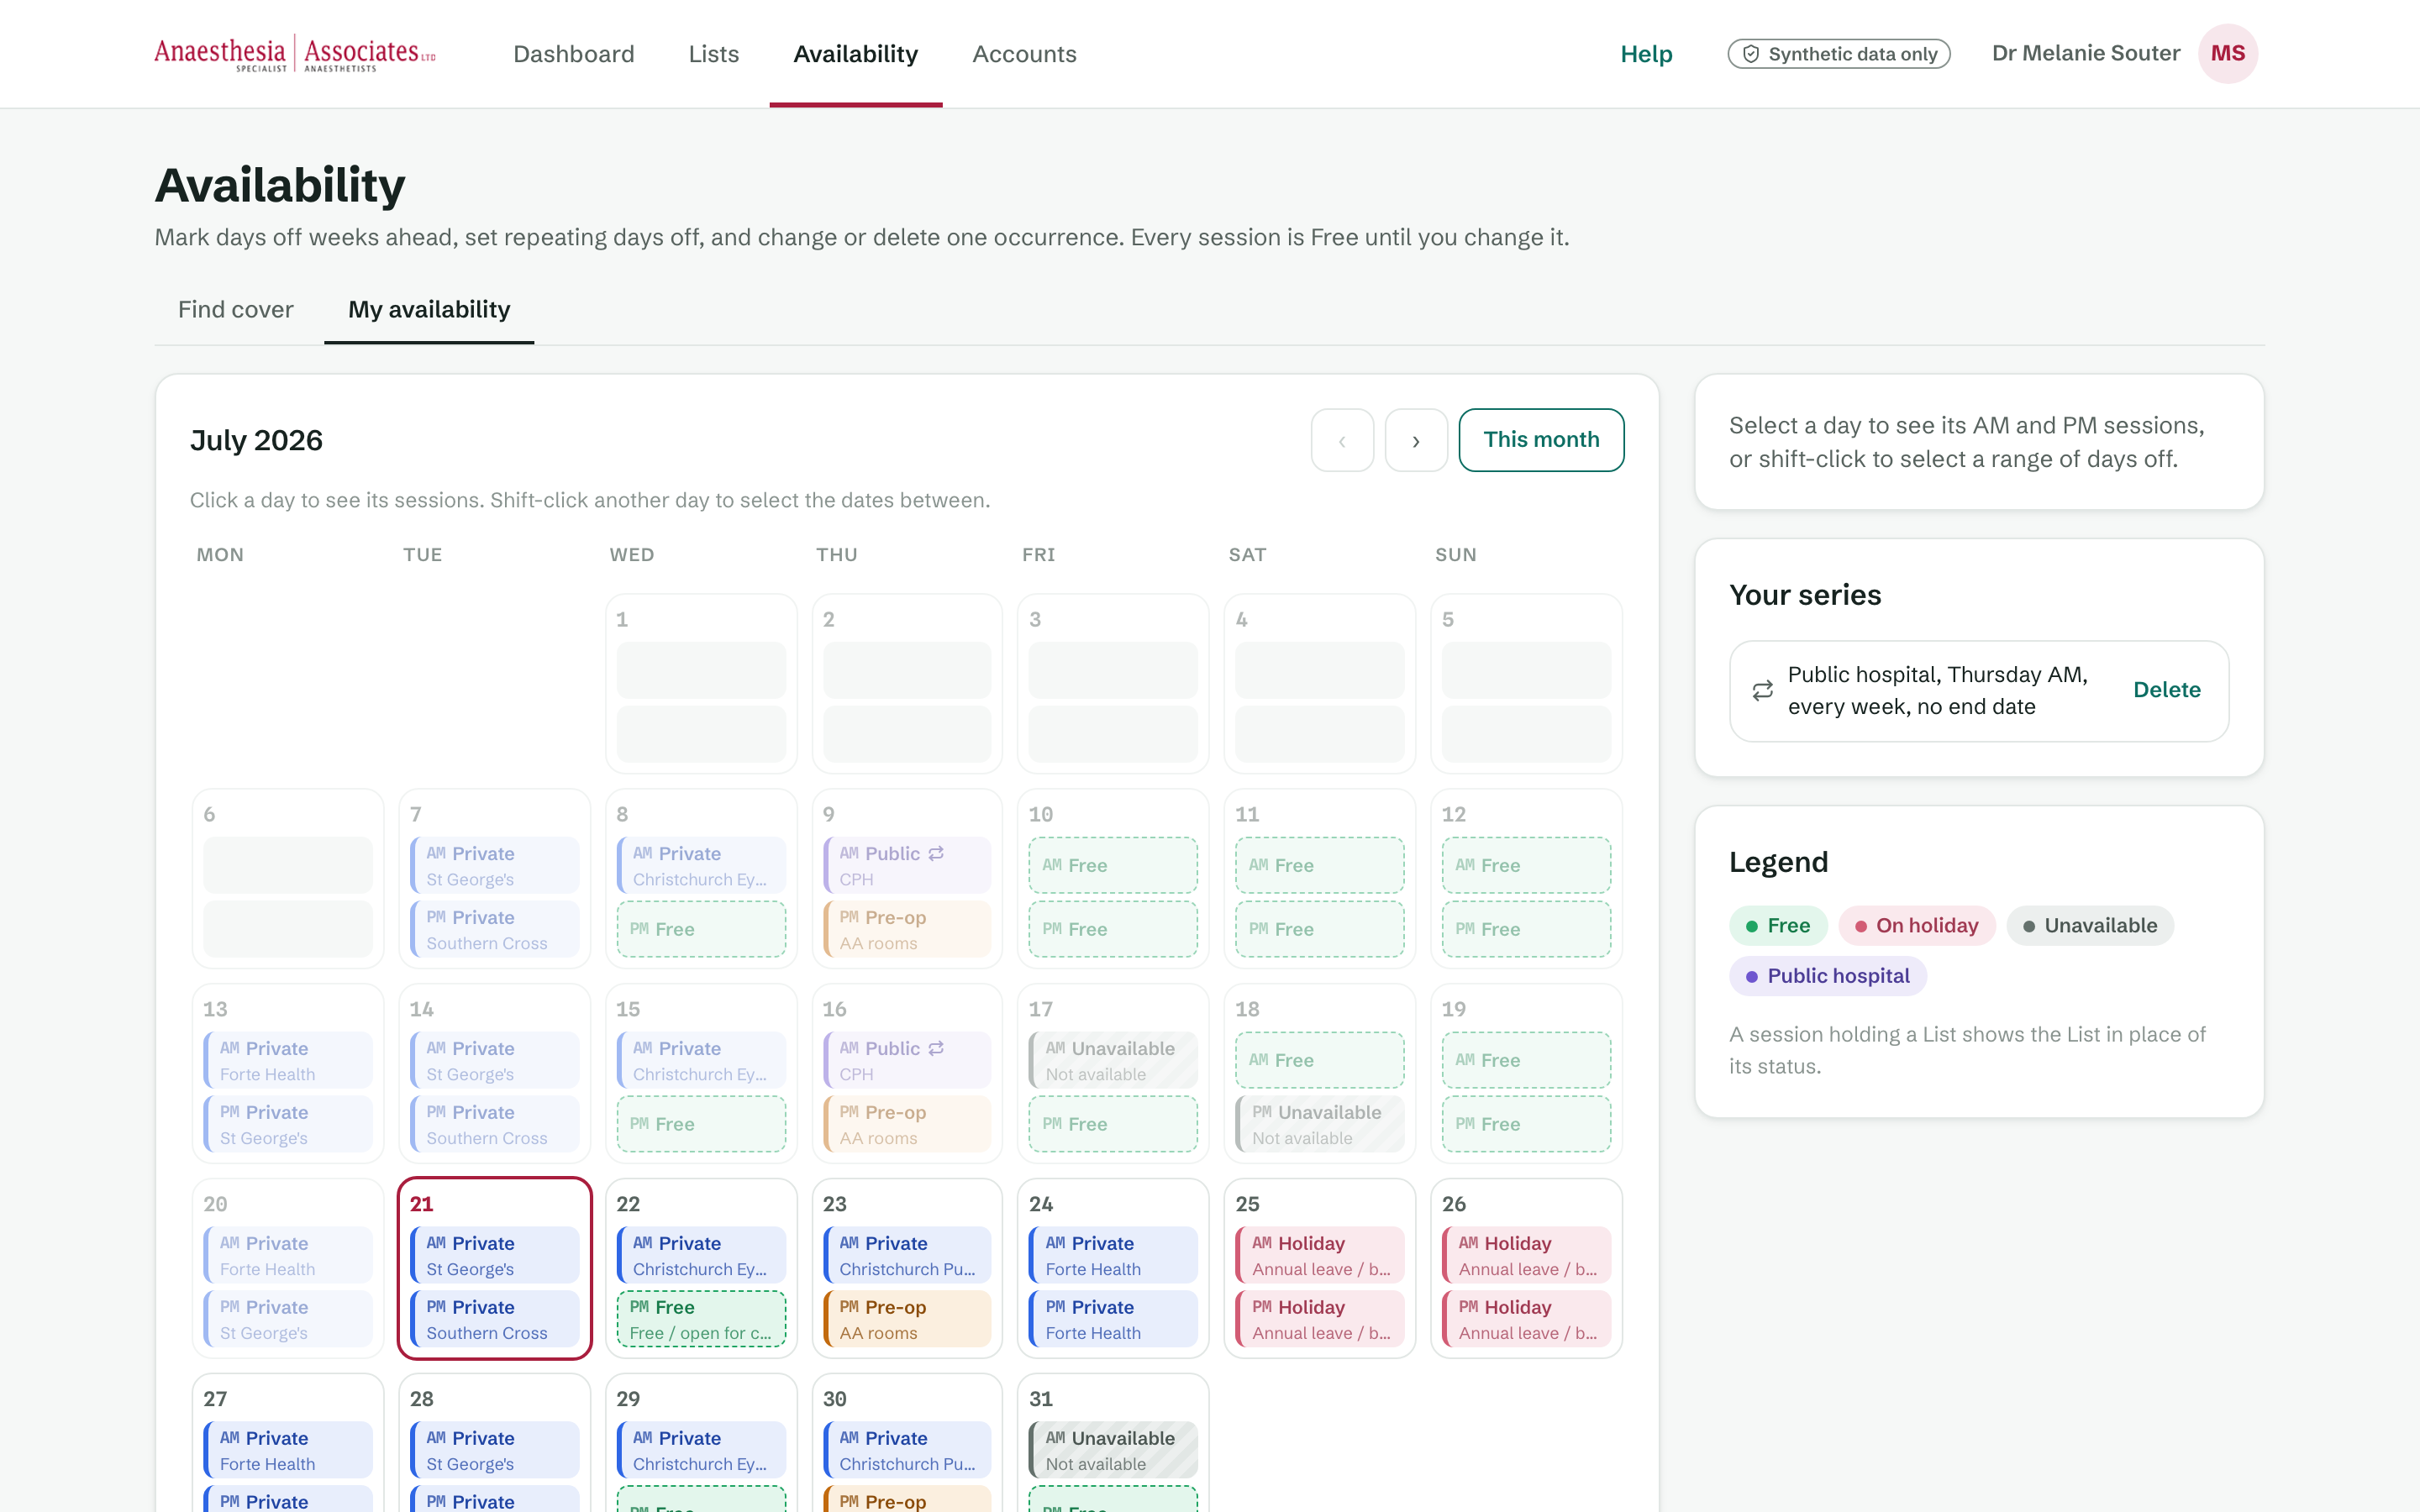 Anaesthesia Associates LTD
SPECIALIST ANAESTHETISTS
Dashboard
Lists
Availability
Accounts
Help
Synthetic data only
Dr Melanie Souter
MS
Availability
Mark days off weeks ahead, set repeating days off, and change or delete one occurrence. Every session is Free until you change it.
Find cover
My availability
July 2026
‹
›
This month
Click a day to see its sessions. Shift-click another day to select the dates between.
MON TUE WED THU FRI SAT SUN
1
2
3
4
5
6
7
AM Private
St George's
PM Private
Southern Cross
8
AM Private
Christchurch Ey...
PM Free
9
AM Public
CPH
PM Pre-op
AA rooms
10
AM Free
PM Free
11
AM Free
PM Free
12
AM Free
PM Free
13
AM Private
Forte Health
PM Private
St George's
14
AM Private
St George's
PM Private
Southern Cross
15
AM Private
Christchurch Ey...
PM Free
16
AM Public
CPH
PM Pre-op
AA rooms
17
AM Unavailable
Not available
PM Free
18
AM Free
PM Unavailable
Not available
19
AM Free
PM Free
20
AM Private
Forte Health
PM Private
St George's
21
AM Private
St George's
PM Private
Southern Cross
22
AM Private
Christchurch Ey...
PM Free
Free / open for c...
23
AM Private
Christchurch Pu...
PM Pre-op
AA rooms
24
AM Private
Forte Health
PM Private
Forte Health
25
AM Holiday
Annual leave / b...
PM Holiday
Annual leave / b...
26
AM Holiday
Annual leave / b...
PM Holiday
Annual leave / b...
27
AM Private
Forte Health
PM Private
28
AM Private
St George's
PM Private
29
AM Private
Christchurch Ey...
PM Free
30
AM Private
Christchurch Pu...
PM Pre-op
31
AM Unavailable
Not available
PM Free
Select a day to see its AM and PM sessions,
or shift-click to select a range of days off.
Your series
Public hospital, Thursday AM,
every week, no end date
Delete
Legend
Free
On holiday
Unavailable
Public hospital
A session holding a List shows the List in place of
its status.